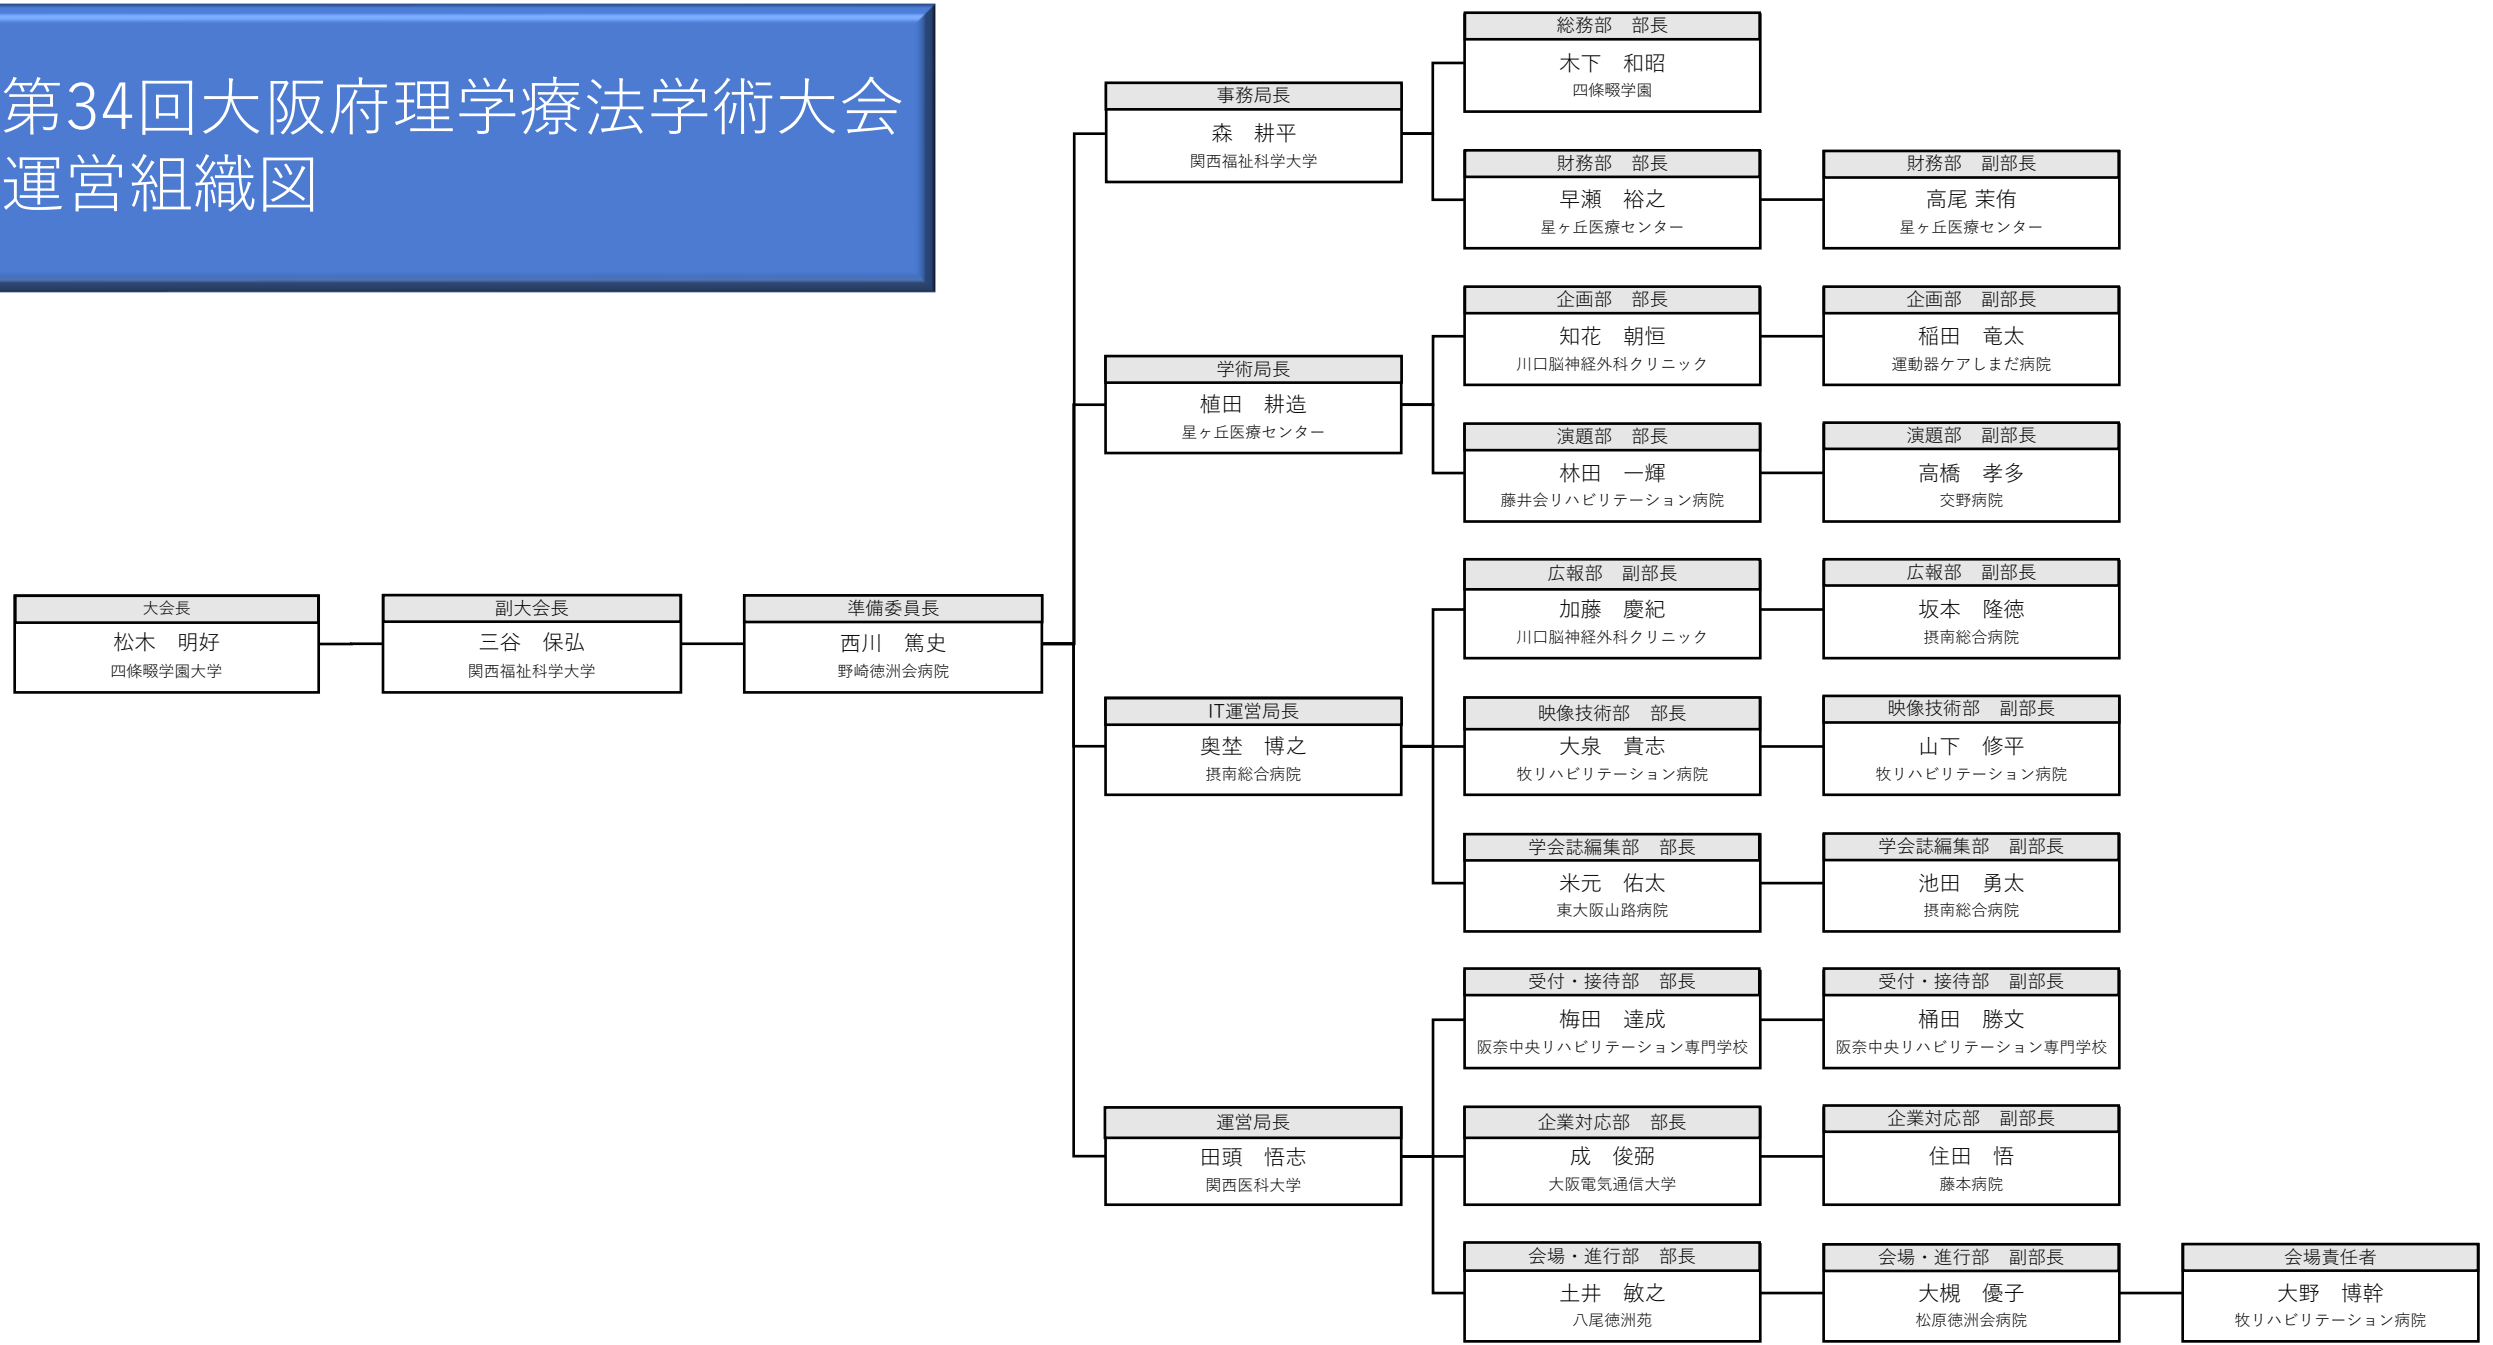 第34回大阪府理学療法学術大会
運営組織図
大会長
松木　明好
四條畷学園大学
副大会長
三谷　保弘
関西福祉科学大学
準備委員長
西川　篤史
野崎徳洲会病院
事務局長
森　耕平
関西福祉科学大学
総務部　部長
木下　和昭
四條畷学園
財務部　部長
早瀬　裕之
星ヶ丘医療センター
財務部　副部長
高尾 茉侑
星ヶ丘医療センター
学術局長
植田　耕造
星ヶ丘医療センター
企画部　部長
知花　朝恒
川口脳神経外科クリニック
企画部　副部長
稲田　竜太
運動器ケアしまだ病院
演題部　部長
林田　一輝
藤井会リハビリテーション病院
演題部　副部長
高橋　孝多
交野病院
IT運営局長
奥埜　博之
摂南総合病院
広報部　副部長
加藤　慶紀
川口脳神経外科クリニック
広報部　副部長
坂本　隆徳
摂南総合病院
映像技術部　部長
大泉　貴志
牧リハビリテーション病院
映像技術部　副部長
山下　修平
牧リハビリテーション病院
学会誌編集部　部長
米元　佑太
東大阪山路病院
学会誌編集部　副部長
池田　勇太
摂南総合病院
運営局長
田頭　悟志
関西医科大学
受付・接待部　部長
梅田　達成
阪奈中央リハビリテーション専門学校
受付・接待部　副部長
桶田　勝文
阪奈中央リハビリテーション専門学校
企業対応部　部長
成　俊弼
大阪電気通信大学
企業対応部　副部長
住田　悟
藤本病院
会場・進行部　部長
土井　敏之
八尾徳洲苑
会場・進行部　副部長
大槻　優子
松原徳洲会病院
会場責任者
大野　博幹
牧リハビリテーション病院